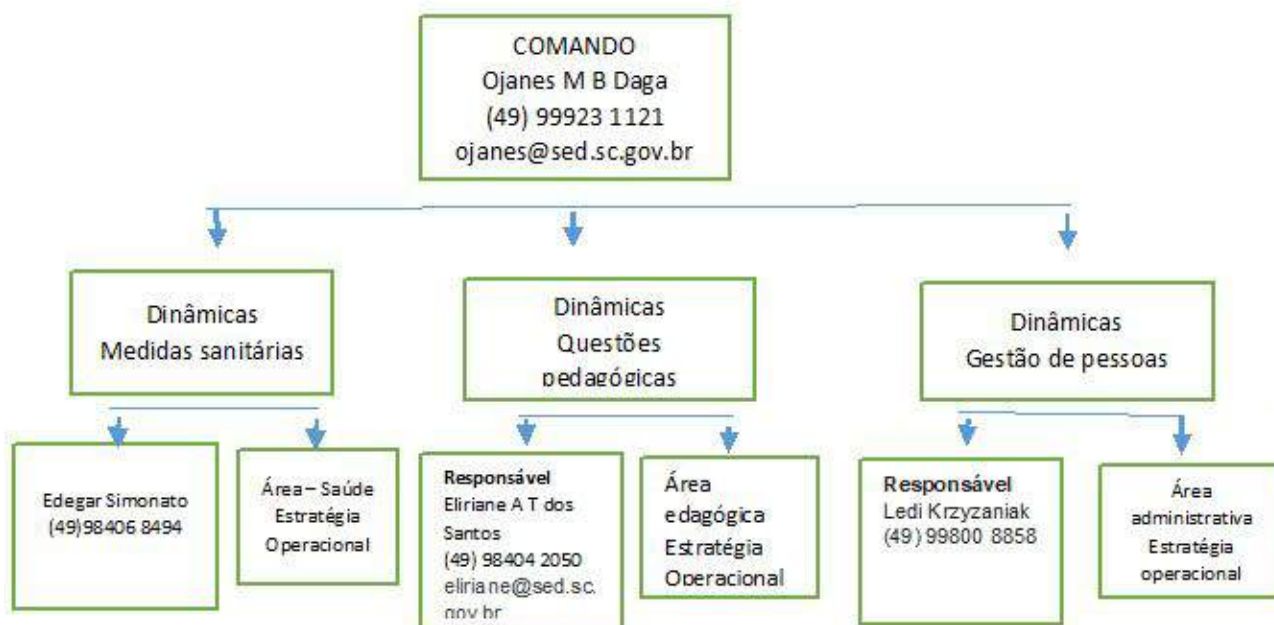 COMANDO
Ojanes M B Daga
(49) 99923 1121
ojanes@sed.sc.gov.br
Dinâmicas
Medidas sanitárias
Dinâmicas
Questões
pedagógicas
Dinâmicas
Gestão de pessoas
Edegar Simonato
(49)98406 8494
Área – Saúde
Estratégia
Operacional
Responsável
Eliriane A T dos
Santos
(49) 98404 2050
eliriane@sed.sc.
gov.br
Área
edagógica
Estratégia
Operacional
Responsável
Ledi Krzyzaniak
(49) 99800 8858
Área
administrativa
Estratégia
operacional